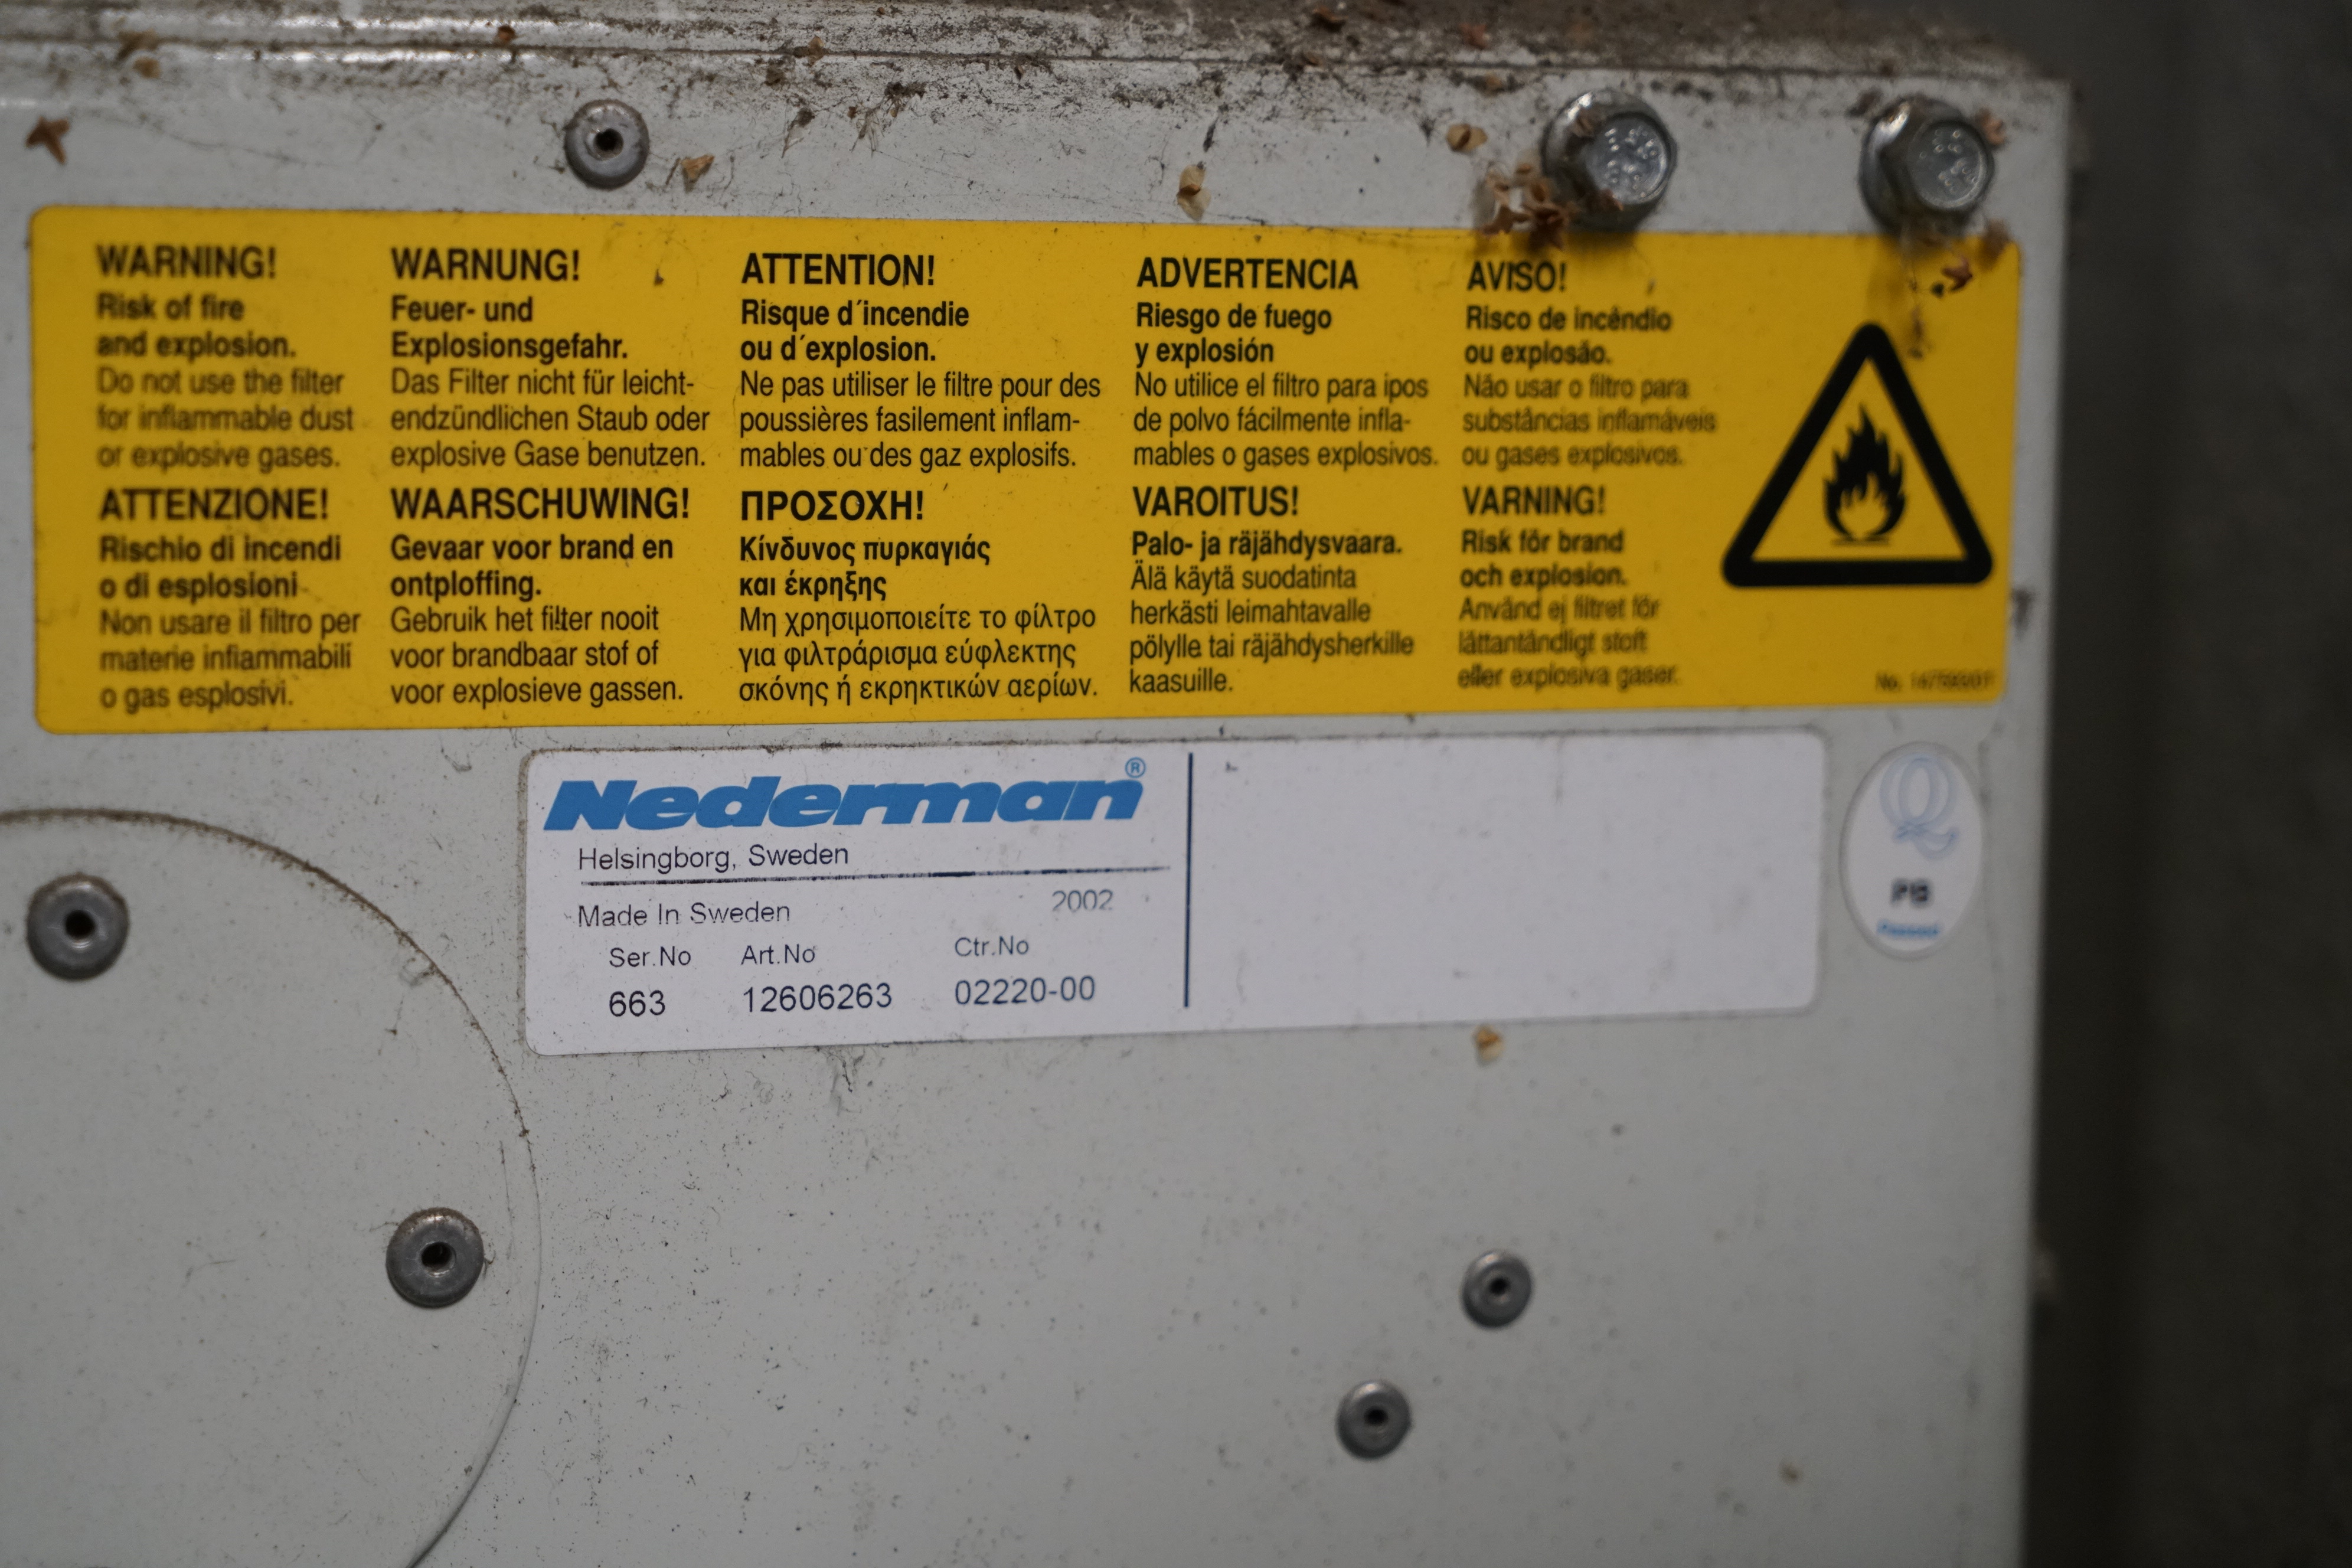 WARNING!
Risk of fire
and explosion.
Do not use the filter
for inflammable dust
or explosive gases.
WARNUNG!
Feuer- und
Explosionsgefahr.
Das Filter nicht für leicht-
endzündlichen Staub oder
explosive Gase benutzen.
ATTENTION!
Risque d´incendie
ou d´explosion.
Ne pas utiliser le filtre pour des
poussières fasilement inflam-
mables ou des gaz explosifs.
ADVERTENCIA
Riesgo de fuego
y explosión
No utilice el filtro para ipos
de polvo fácilmente infla-
mables o gases explosivos.
AVISO!
Risco de incêndio
ou explosão.
Não usar o filtro para
substâncias inflamáveis
ou gases explosivos.
ATTENZIONE!
Rischio di incendi
o di esplosioni
Non usare il filtro per
materie infiammabili
o gas esplosivi.
WAARSCHUWING!
Gevaar voor brand en
ontploffing.
Gebruik het filter nooit
voor brandbaar stof of
voor explosieve gassen.
ΠΡΟΣΟΧΗ!
Κίνδυνος πυρκαγιάς
και έκρηξης
Μη χρησιμοποιείτε το φίλτρο
για φιλτράρισμα εύφλεκτης
σκόνης ή εκρηκτικών αερίων.
VAROITUS!
Palo- ja räjähdysvaara.
Älä käytä suodatinta
herkästi leimahtavalle
pölylle tai räjähdysherkille
kaasuille.
VARNING!
Risk för brand
och explosion.
Använd ej filtret för
lättantändligt stoft
eller explosiva gaser.
No.
Nederman®
Helsingborg, Sweden
Made In Sweden 2002
Ser.No Art.No Ctr.No
663 12606263 02220-00
Q
PB